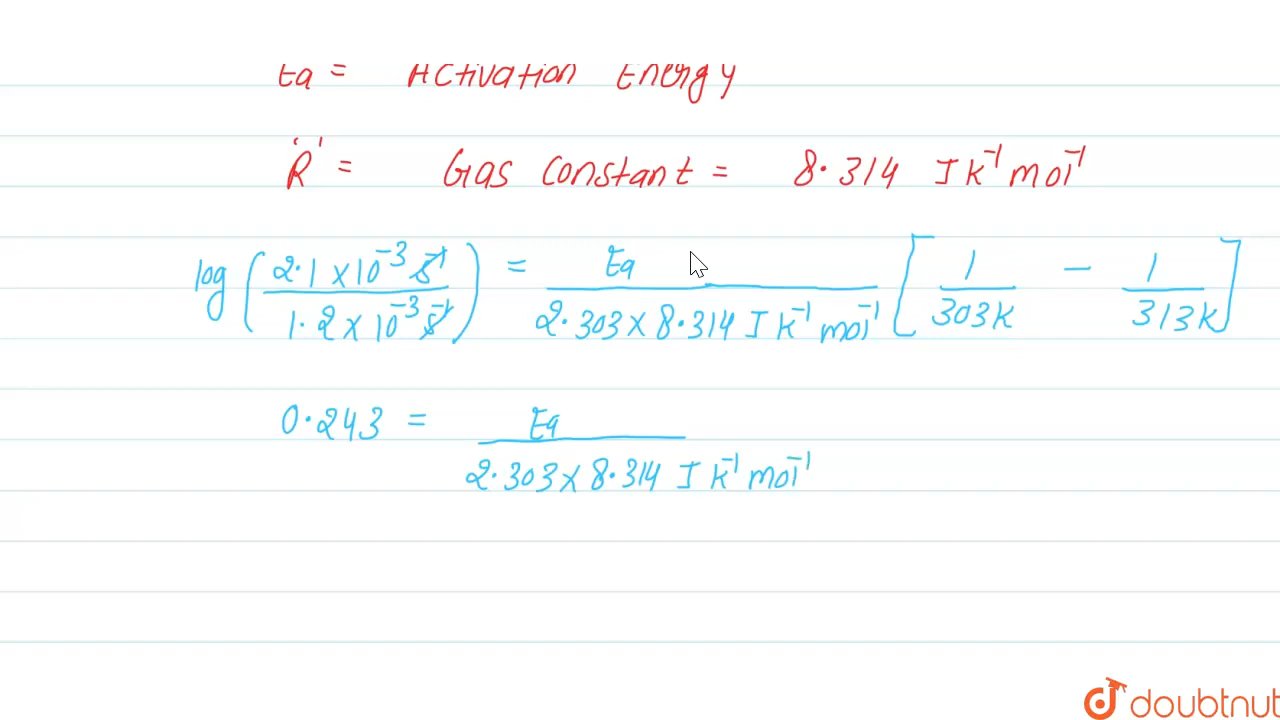 Ea = Activation Energy
'R' = Gas Constant = 8.314 J K⁻¹ mol⁻¹
log (2.1 × 10⁻³ s⁻¹ / 1.2 × 10⁻³ s⁻¹) = Ea / 2.303 × 8.314 J K⁻¹ mol⁻¹ [1 / 303K − 1 / 313K]
0.243 = Ea / 2.303 × 8.314 J K⁻¹ mol⁻¹
doubtnut